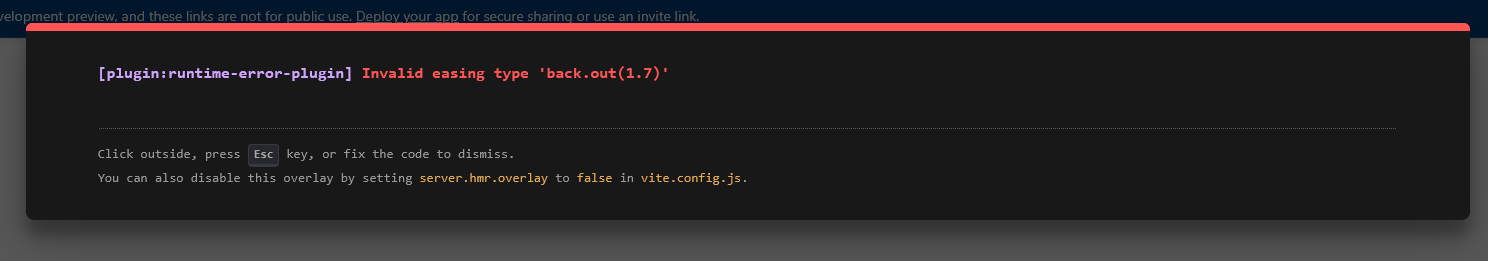 velopment preview, and these links are not for public use. Deploy your app for secure sharing or use an invite link.
[plugin:runtime-error-plugin] Invalid easing type 'back.out(1.7)'
Click outside, press Esc key, or fix the code to dismiss.
You can also disable this overlay by setting server.hmr.overlay to false in vite.config.js.